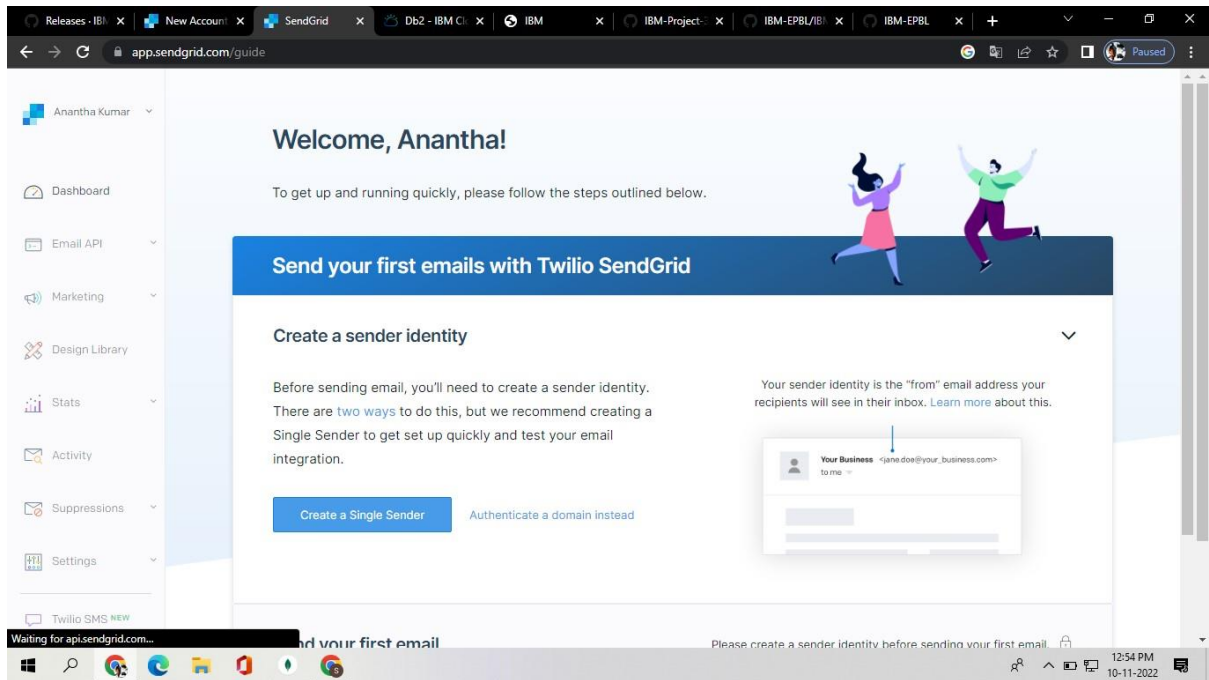 Releases · IBM
New Account
SendGrid
Db2 - IBM Cl
IBM
IBM-Project-3
IBM-EPBL/IBM
IBM-EPBL
app.sendgrid.com/guide
Paused
Anantha Kumar
Dashboard
Email API
Marketing
Design Library
Stats
Activity
Suppressions
Settings
Twilio SMS NEW
Welcome, Anantha!
To get up and running quickly, please follow the steps outlined below.
Send your first emails with Twilio SendGrid
Create a sender identity
Before sending email, you'll need to create a sender identity.
There are two ways to do this, but we recommend creating a
Single Sender to get set up quickly and test your email
integration.
Create a Single Sender
Authenticate a domain instead
Your sender identity is the "from" email address your
recipients will see in their inbox. Learn more about this.
Your Business <jane.doe@your_business.com>
to me
your first email
Please create a sender identity before sending your first email.
Waiting for api.sendgrid.com...
12:54 PM
10-11-2022